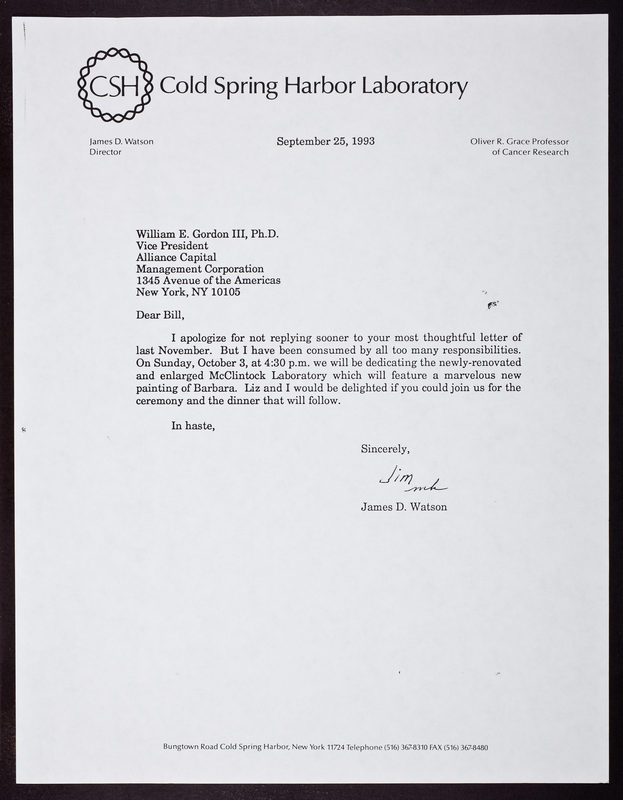 CSH Cold Spring Harbor Laboratory
James D. Watson
Director
September 25, 1993
Oliver R. Grace Professor
of Cancer Research
William E. Gordon III, Ph.D.
Vice President
Alliance Capital
Management Corporation
1345 Avenue of the Americas
New York, NY 10105
Dear Bill,
I apologize for not replying sooner to your most thoughtful letter of
last November. But I have been consumed by all too many responsibilities.
On Sunday, October 3, at 4:30 p.m. we will be dedicating the newly-renovated
and enlarged McClintock Laboratory which will feature a marvelous new
painting of Barbara. Liz and I would be delighted if you could join us for the
ceremony and the dinner that will follow.
In haste,
Sincerely,
Jim
James D. Watson
Bungtown Road Cold Spring Harbor, New York 11724 Telephone (516) 367-8310 FAX (516) 367-8480